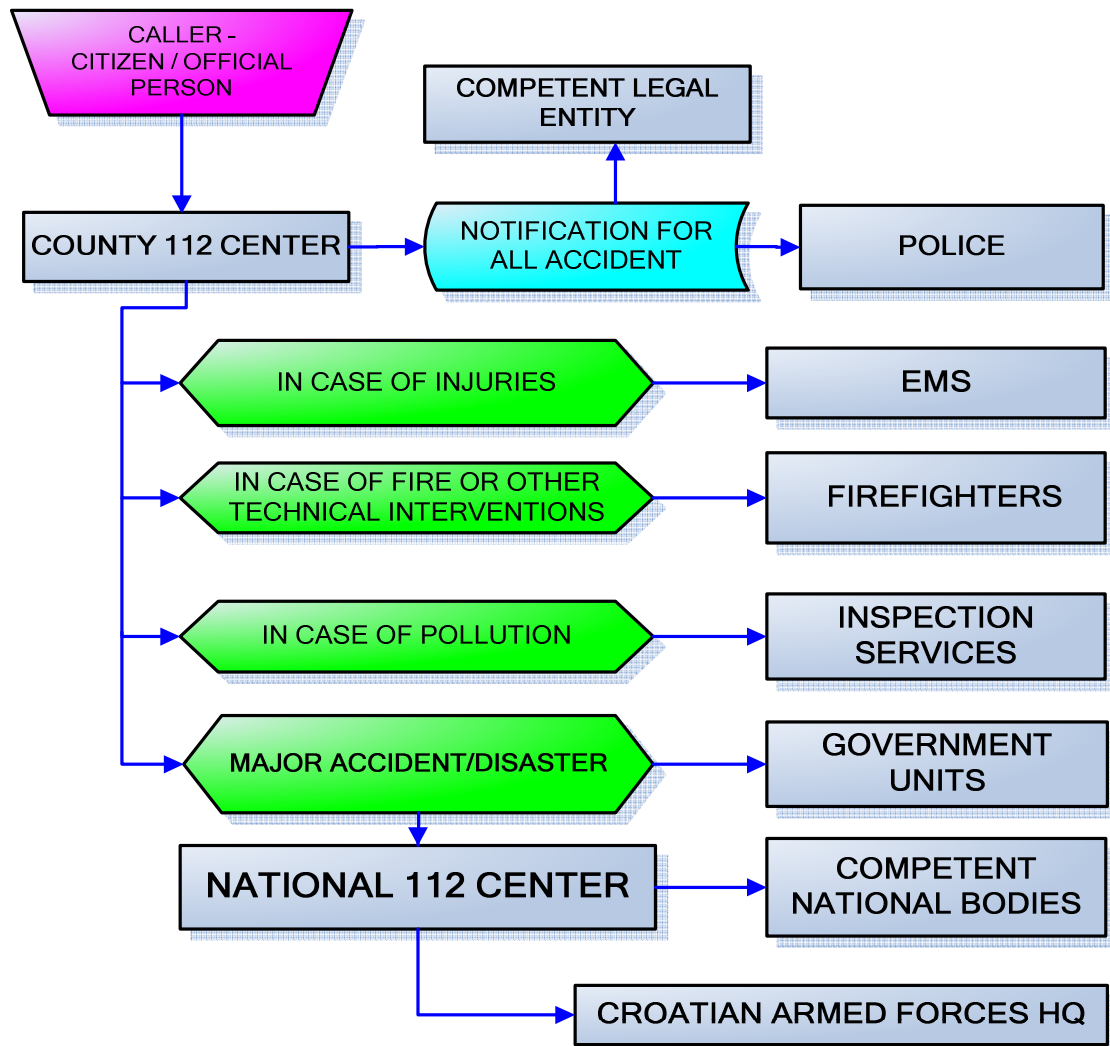 CALLER -
CITIZEN / OFFICIAL
PERSON
COMPETENT LEGAL
ENTITY
COUNTY 112 CENTER
NOTIFICATION FOR
ALL ACCIDENT
POLICE
IN CASE OF INJURIES
EMS
IN CASE OF FIRE OR OTHER
TECHNICAL INTERVENTIONS
FIREFIGHTERS
IN CASE OF POLLUTION
INSPECTION
SERVICES
MAJOR ACCIDENT/DISASTER
GOVERNMENT
UNITS
NATIONAL 112 CENTER
COMPETENT
NATIONAL BODIES
CROATIAN ARMED FORCES HQ